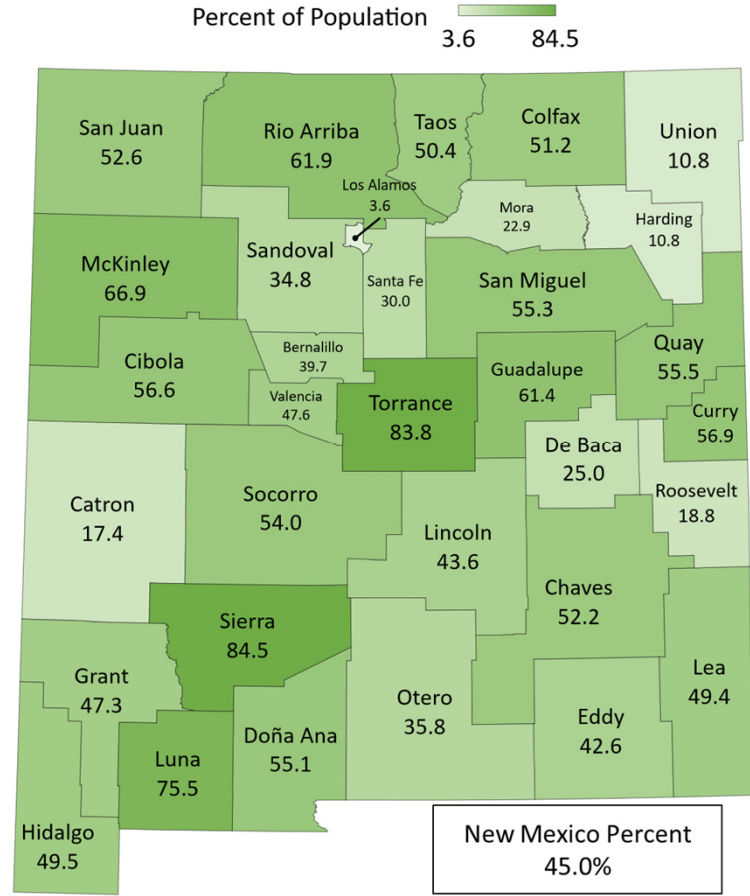 Percent of Population
3.6 84.5
San Juan
52.6
Rio Arriba
61.9
Taos
50.4
Colfax
51.2
Union
10.8
Los Alamos
3.6
Mora
22.9
Harding
10.8
McKinley
66.9
Sandoval
34.8
Santa Fe
30.0
San Miguel
55.3
Cibola
56.6
Bernalillo
39.7
Valencia
47.6
Torrance
83.8
Guadalupe
61.4
Quay
55.5
Curry
56.9
De Baca
25.0
Roosevelt
18.8
Catron
17.4
Socorro
54.0
Lincoln
43.6
Chaves
52.2
Sierra
84.5
Grant
47.3
Luna
75.5
Doña Ana
55.1
Otero
35.8
Eddy
42.6
Lea
49.4
Hidalgo
49.5
New Mexico Percent
45.0%